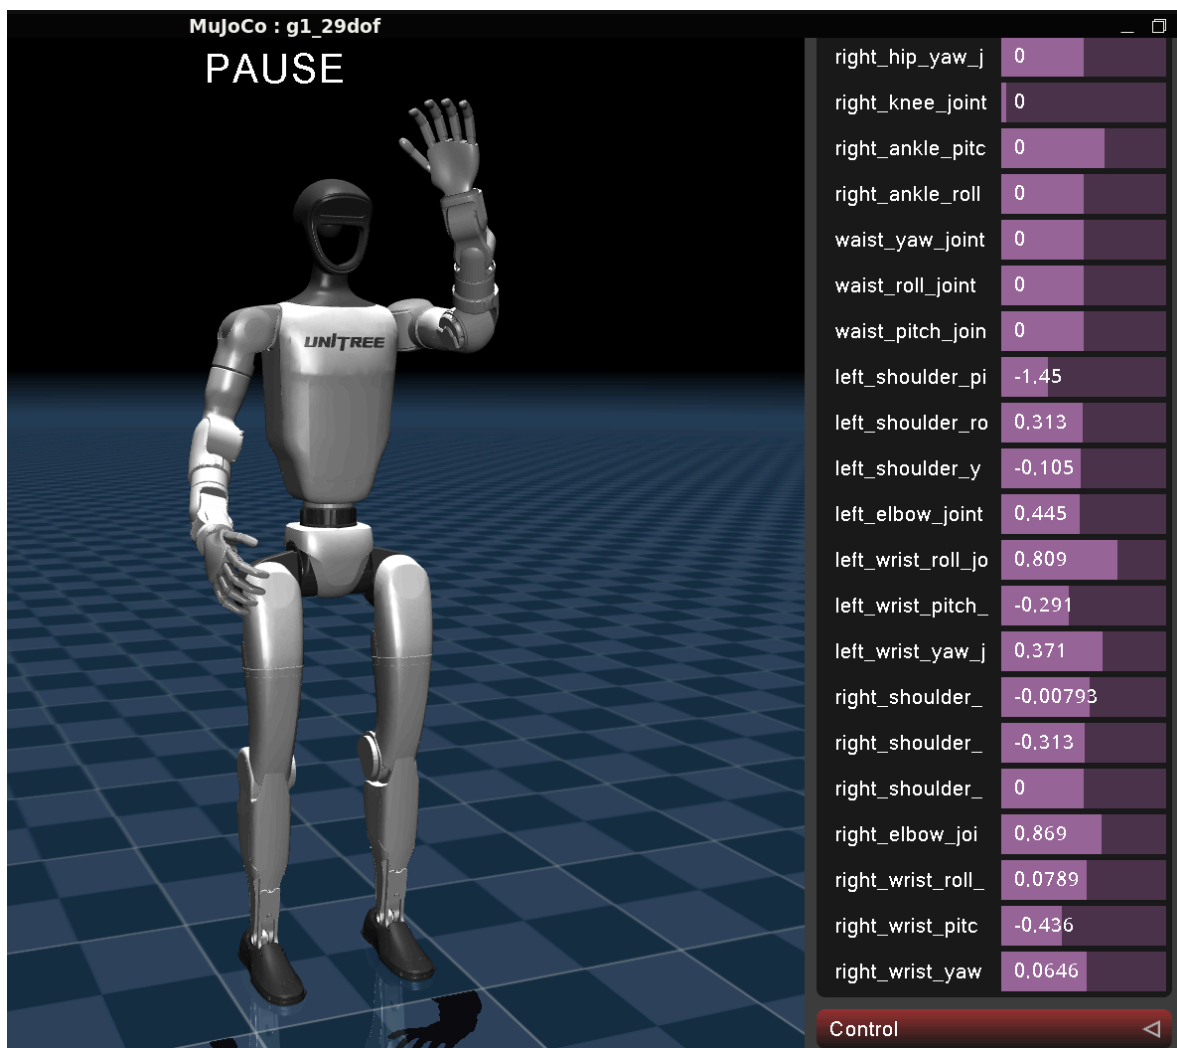 MuJoCo : g1_29dof
PAUSE
UNITREE
right_hip_yaw_j 0
right_knee_joint 0
right_ankle_pitc 0
right_ankle_roll 0
waist_yaw_joint 0
waist_roll_joint 0
waist_pitch_join 0
left_shoulder_pi -1.45
left_shoulder_ro 0.313
left_shoulder_y -0.105
left_elbow_joint 0.445
left_wrist_roll_jo 0.809
left_wrist_pitch_ -0.291
left_wrist_yaw_j 0.371
right_shoulder_ -0.00793
right_shoulder_ -0.313
right_shoulder_ 0
right_elbow_joi 0.869
right_wrist_roll_ 0.0789
right_wrist_pitc -0.436
right_wrist_yaw 0.0646
Control